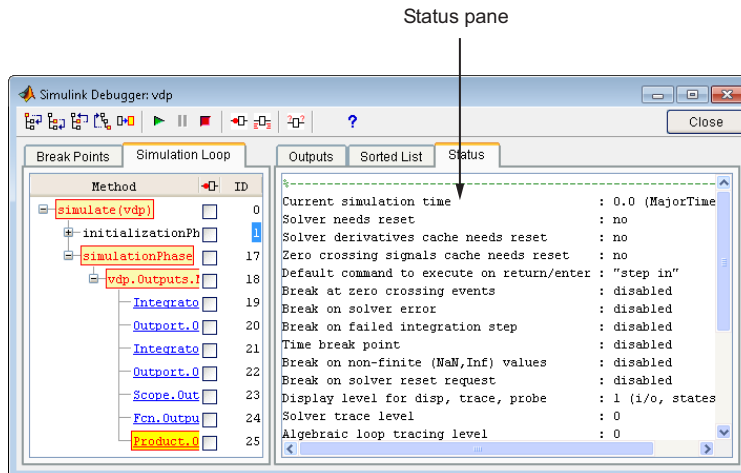 Status pane
Simulink Debugger: vdp
? Close
Break Points Simulation Loop
Outputs Sorted List Status
Method ID
simulate(vdp) 0
initializationPh 1
simulationPhase 17
vdp.Outputs.M 18
Integrato 19
Outport.O 20
Integrato 21
Outport.O 22
Scope.Out 23
Fcn.Outpu 24
Product.O 25
%----------------------------------------------------------------
Current simulation time : 0.0 (MajorTime
Solver needs reset : no
Solver derivatives cache needs reset : no
Zero crossing signals cache needs reset : no
Default command to execute on return/enter : "step in"
Break at zero crossing events : disabled
Break on solver error : disabled
Break on failed integration step : disabled
Time break point : disabled
Break on non-finite (NaN,Inf) values : disabled
Break on solver reset request : disabled
Display level for disp, trace, probe : 1 (i/o, states
Solver trace level : 0
Algebraic loop tracing level : 0